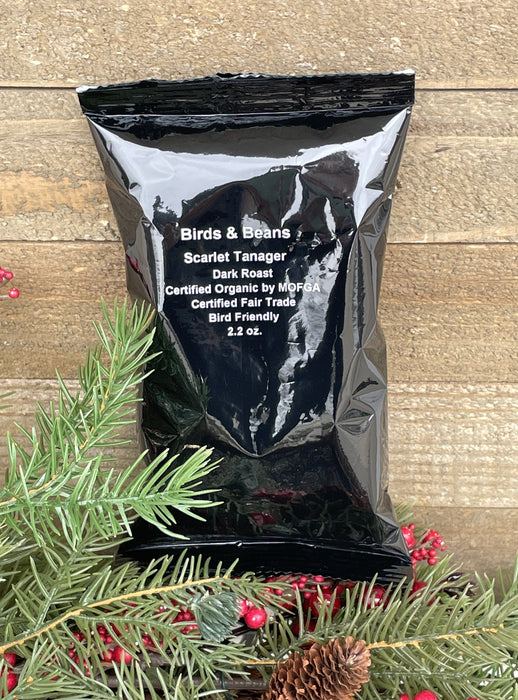 Birds & Beans
Scarlet Tanager
Dark Roast
Certified Organic by MOFGA
Certified Fair Trade
Bird Friendly
2.2 oz.